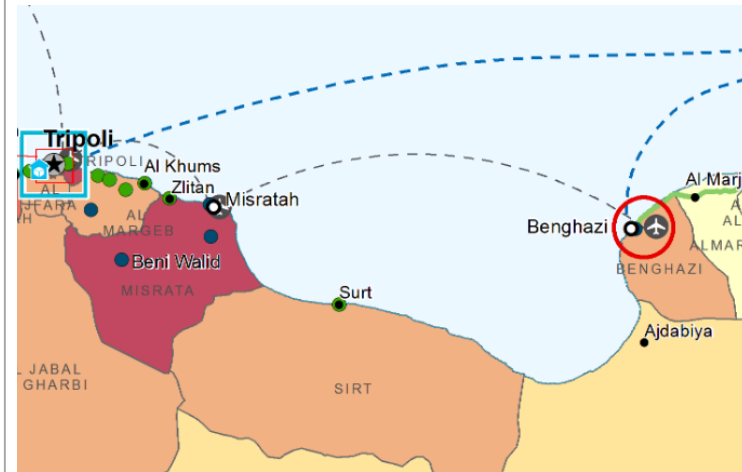 Tripoli
TRIPOLI
Al Khums
Zlitan
Misratah
AL
MARGEB
Beni Walid
MISRATA
Surt
SIRT
JABAL
GHARBI
Benghazi
BENGHAZI
Al Marj
Ajdabiya
AL